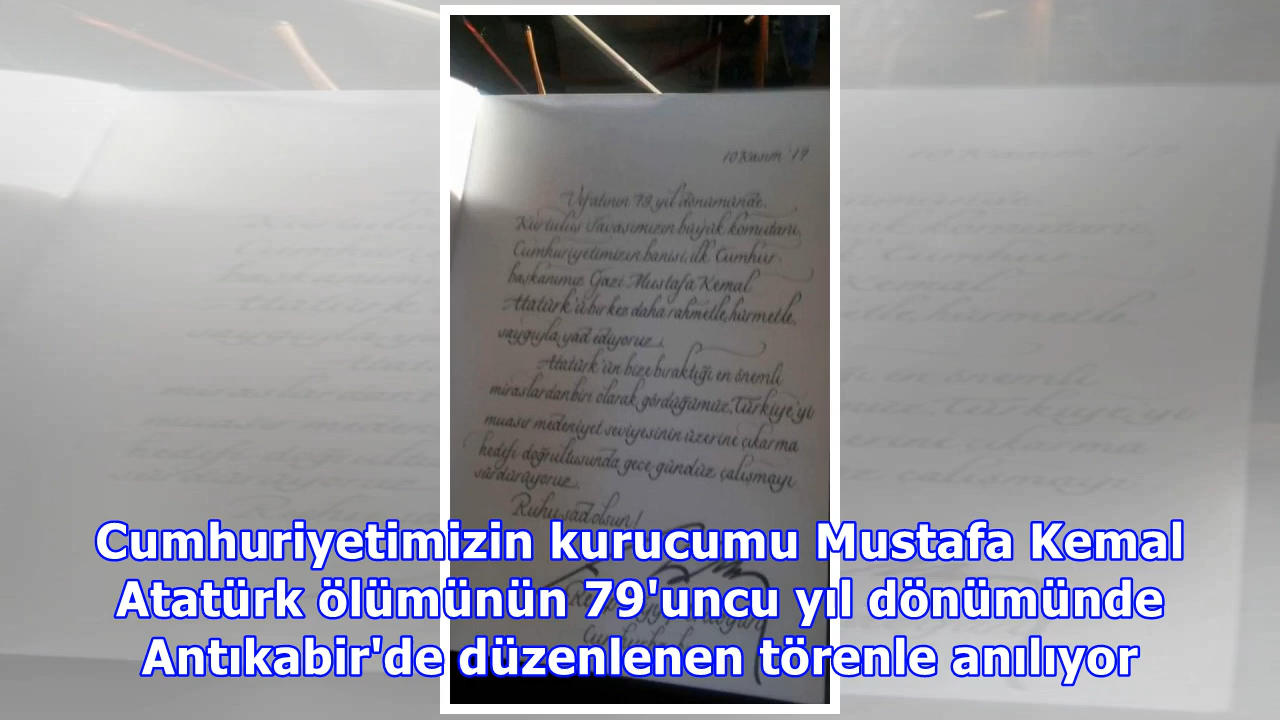 10 Kasım '17
Vefatının 79. yıl dönümünde,
Kurtuluş Savaşımızın büyük komutanı,
Cumhuriyetimizin banisi, ilk Cumhur-
başkanımız Gazi Mustafa Kemal
Atatürk'ü bir kez daha rahmetle, hürmetle,
saygıyla yad ediyoruz.
Atatürk'ün bize bıraktığı en önemli
miraslardan biri olarak gördüğümüz, Türkiye'yi
muasır medeniyet seviyesinin üzerine çıkarma
hedefi doğrultusunda gece gündüz çalışmayı
sürdürüyoruz.
Ruhu şad olsun!
Cumhuriyetimizin kurucumu Mustafa Kemal
Atatürk ölümünün 79'uncu yıl dönümünde
Antıkabir'de düzenlenen törenle anılıyor